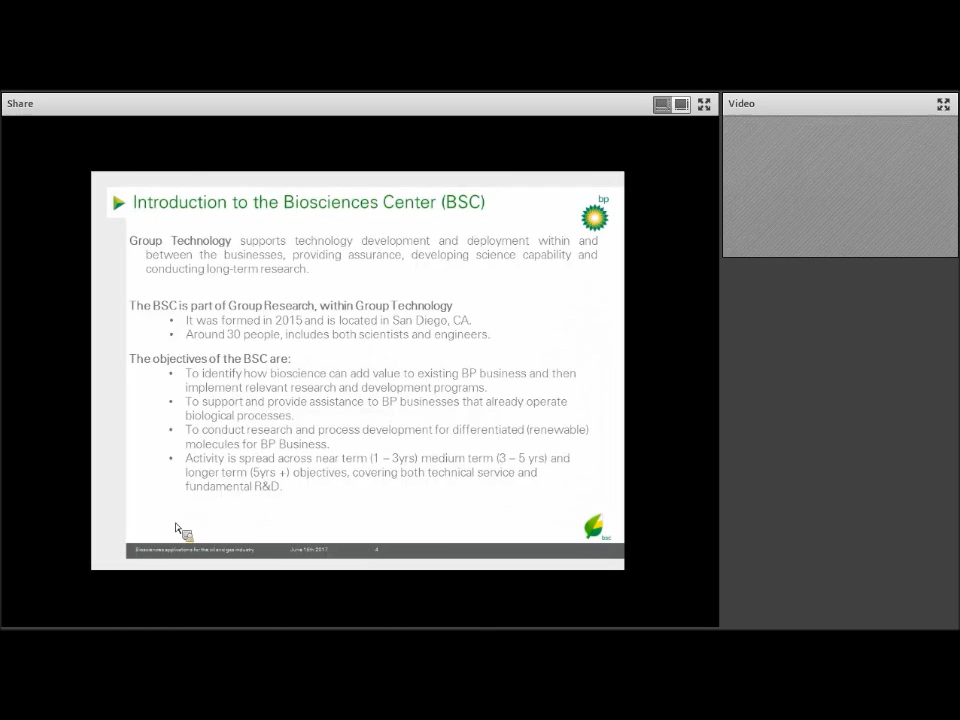 Share
Video
Introduction to the Biosciences Center (BSC)
bp
Group Technology supports technology development and deployment within and
between the businesses, providing assurance, developing science capability and
conducting long-term research.
The BSC is part of Group Research, within Group Technology
• It was formed in 2015 and is located in San Diego, CA.
• Around 30 people, includes both scientists and engineers.
The objectives of the BSC are:
• To identify how bioscience can add value to existing BP business and then
implement relevant research and development programs.
• To support and provide assistance to BP businesses that already operate
biological processes.
• To conduct research and process development for differentiated (renewable)
molecules for BP Business.
• Activity is spread across near term (1 – 3yrs) medium term (3 – 5 yrs) and
longer term (5yrs +) objectives, covering both technical service and
fundamental R&D.
bsc
Biosciences applications for the oil and gas industry June 15th 2017 4